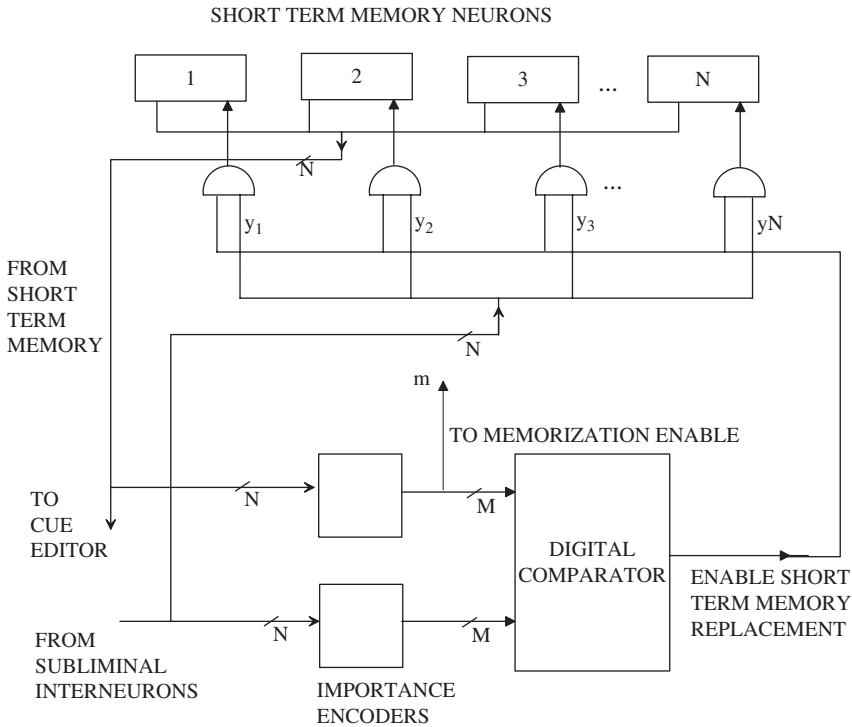 SHORT TERM MEMORY NEURONS
1
2
3
...
N
N
...
y1
y2
y3
yN
FROM
SHORT
TERM
MEMORY
N
m
TO MEMORIZATION ENABLE
N
M
TO
CUE
EDITOR
DIGITAL
COMPARATOR
ENABLE SHORT
TERM MEMORY
REPLACEMENT
N
M
FROM
SUBLIMINAL
INTERNEURONS
IMPORTANCE
ENCODERS